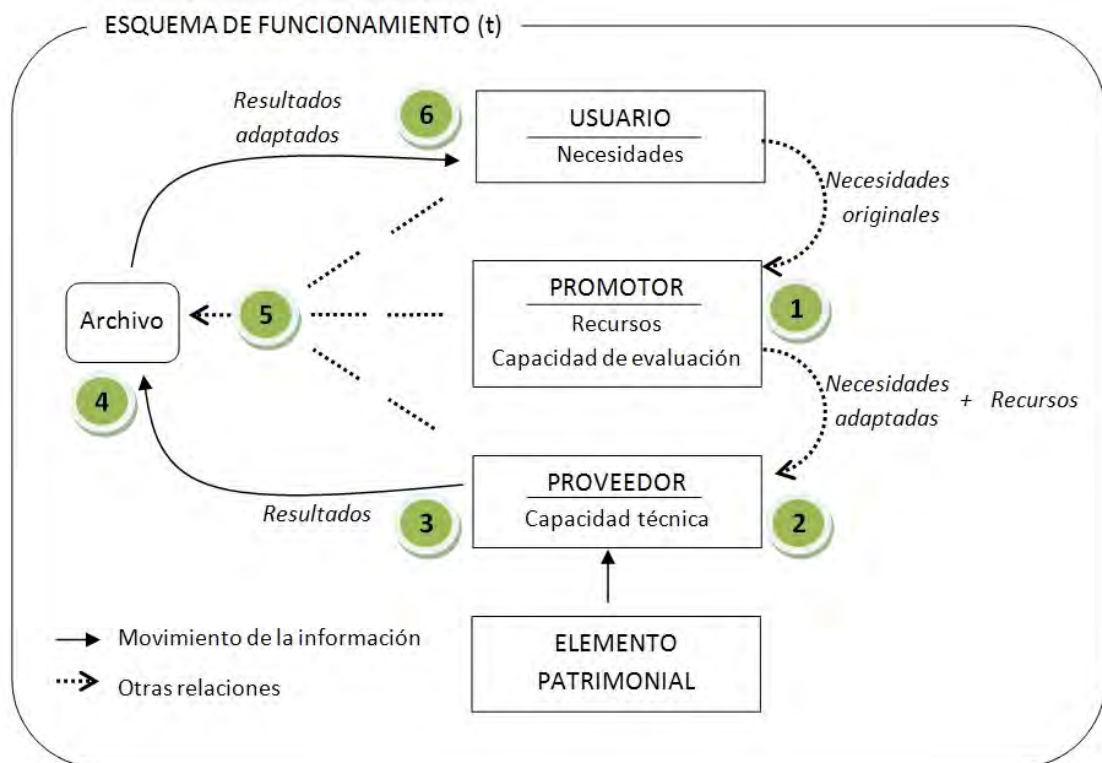 ESQUEMA DE FUNCIONAMIENTO (t)
Resultados
adaptados
6
USUARIO
Necesidades
Necesidades
originales
Archivo
5
PROMOTOR
Recursos
Capacidad de evaluación
1
4
Necesidades
adaptadas
+ Recursos
Resultados
3
PROVEEDOR
Capacidad técnica
2
Movimiento de la información
Otras relaciones
ELEMENTO
PATRIMONIAL